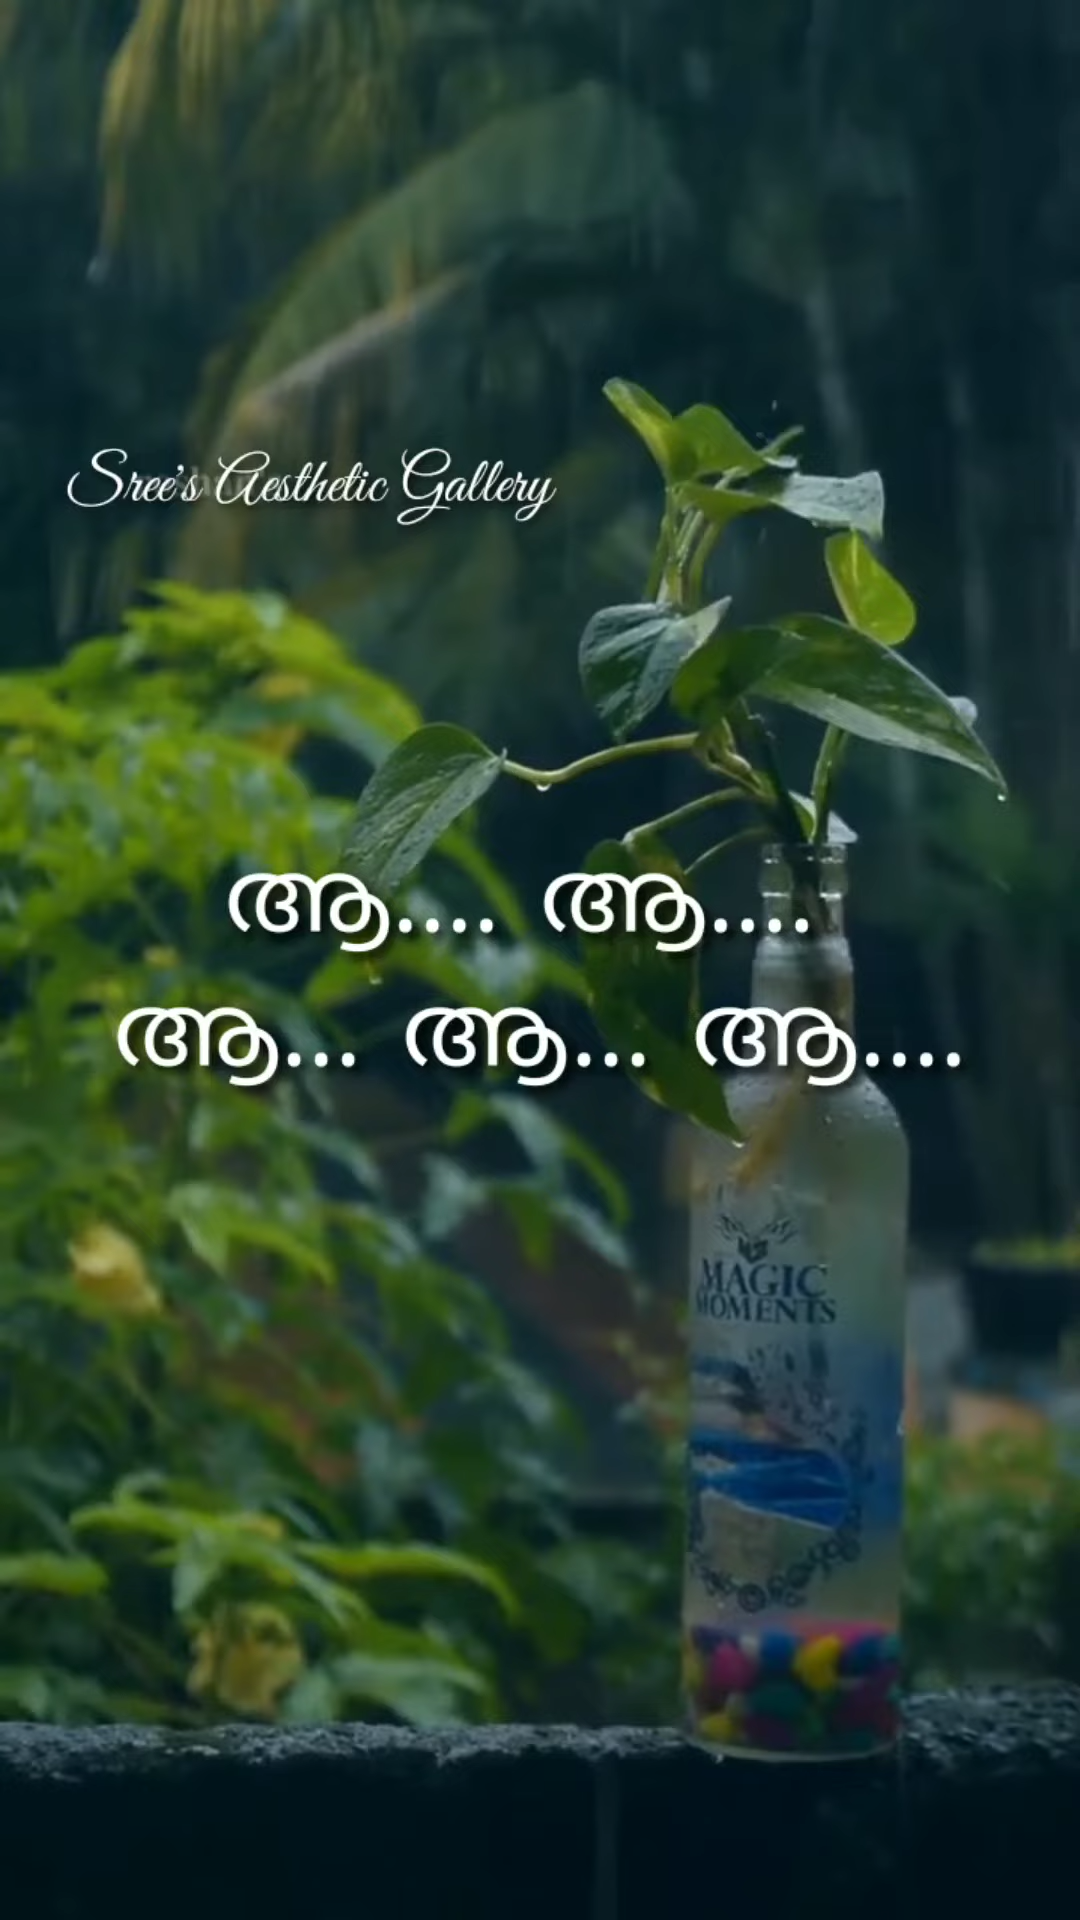 Sree's Aesthetic Gallery
ആ.... ആ....
ആ... ആ... ആ....
MAGIC
MOMENTS